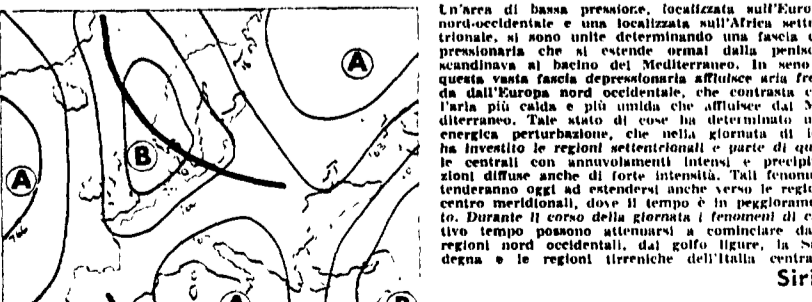 Un'area di bassa pressione, localizzata sull'Euro
nord-occidentale e una localizzata sull'Africa sette
trionale, si sono unite determinando una fascia d
pressionaria che si estende ormai dalla peniso
scandinava al bacino del Mediterraneo. In seno
questa vasta fascia depressionaria affluisce aria fre
da dall'Europa nord occidentale, che contrasta c
l'aria più calda e più umida che affluisce dal M
diterraneo. Tale stato di cose ha determinato u
energica perturbazione, che nella giornata di i
ha investito le regioni settentrionali e parte di qu
le centrali con annuvolamenti intensi e precipi
zioni diffuse anche di forte intensità. Tali fenome
tenderanno oggi ad estendersi anche verso le regio
centro meridionali, dove il tempo è in peggiorame
to. Durante il corso della giornata i fenomeni di c
tivo tempo possono attenuarsi a cominciare da
regioni nord occidentali, dal golfo ligure, la S
degna e le regioni tirreniche dell'Italia centra
Siri
A
A
B
A
B
766